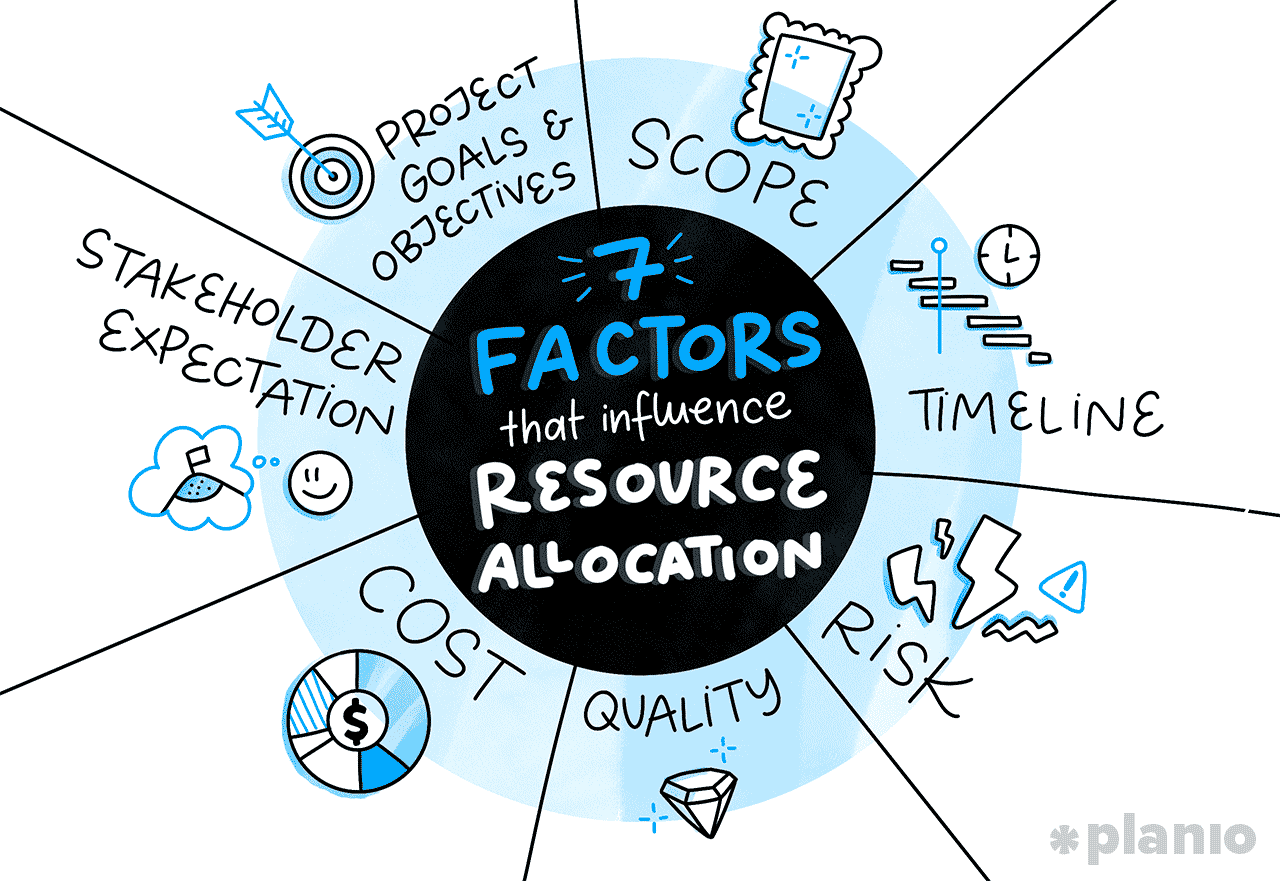 7
FACTORS
that influence
RESOURCE
ALLOCATION
PROJECT
GOALS &
OBJECTIVES
SCOPE
TIMELINE
RISK
QUALITY
COST
$
STAKEHOLDER
EXPECTATION
!
*planio